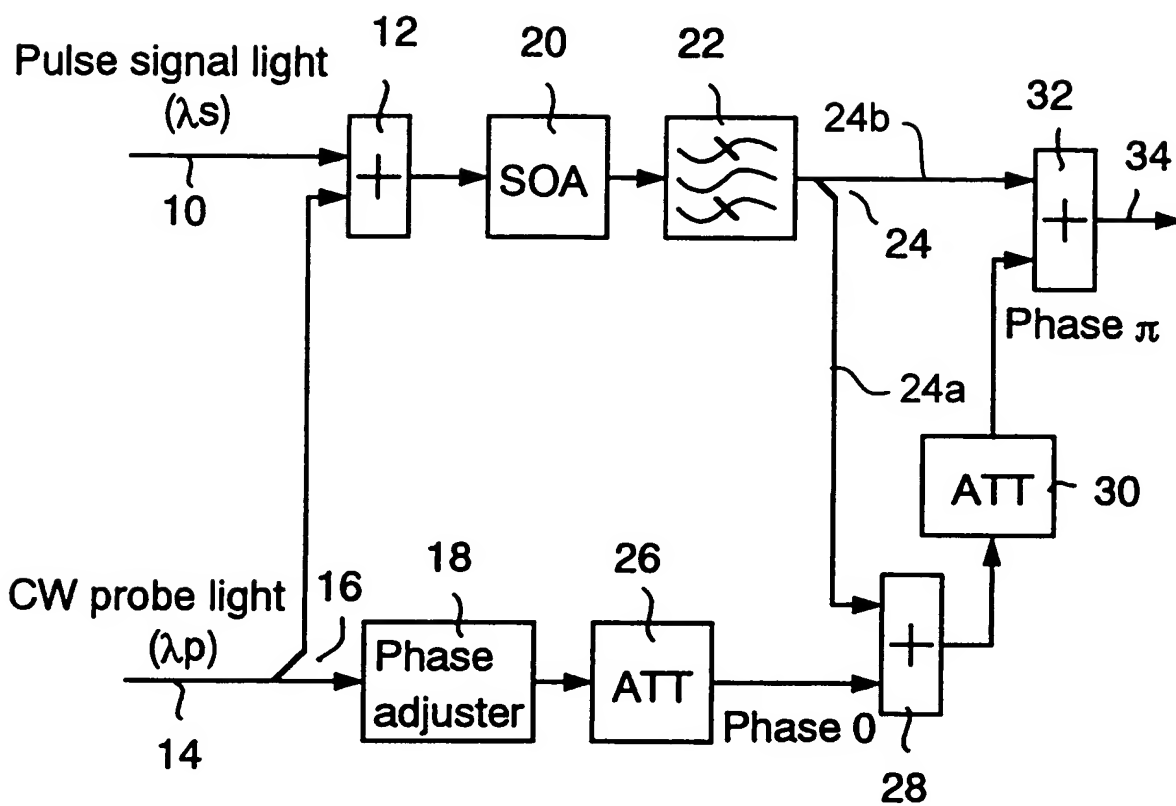 12
20
22
Pulse signal light
(λs)
32
24b
34
+
SOA
10
24
+
Phase π
24a
ATT
30
18
26
CW probe light
(λp)
16
Phase
adjuster
ATT
+
Phase 0
14
28